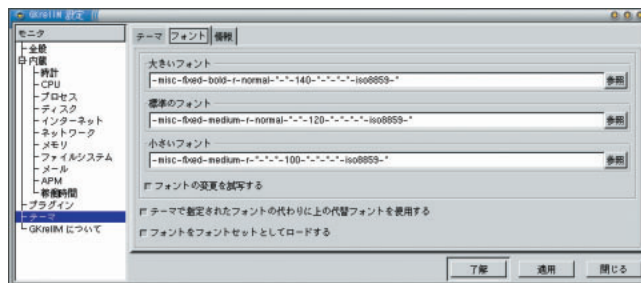 GKrellM 設定
モニタ
全般
内蔵
時計
CPU
プロセス
ディスク
インターネット
ネットワーク
メモリ
ファイルシステム
メール
APM
稼働時間
プラグイン
テーマ
GKrellM について
テーマ フォント 情報
大きいフォント
-misc-fixed-bold-r-normal-*-*-140-*-*-*-*-iso8859-* 参照
標準のフォント
-misc-fixed-medium-r-normal-*-*-120-*-*-*-*-iso8859-* 参照
小さいフォント
-misc-fixed-medium-r-*-*-*-100-*-*-*-*-iso8859-* 参照
フォントの変更を試写する
テーマで指定されたフォントの代わりに上の代替フォントを使用する
フォントをフォントセットとしてロードする
了解 適用 閉じる